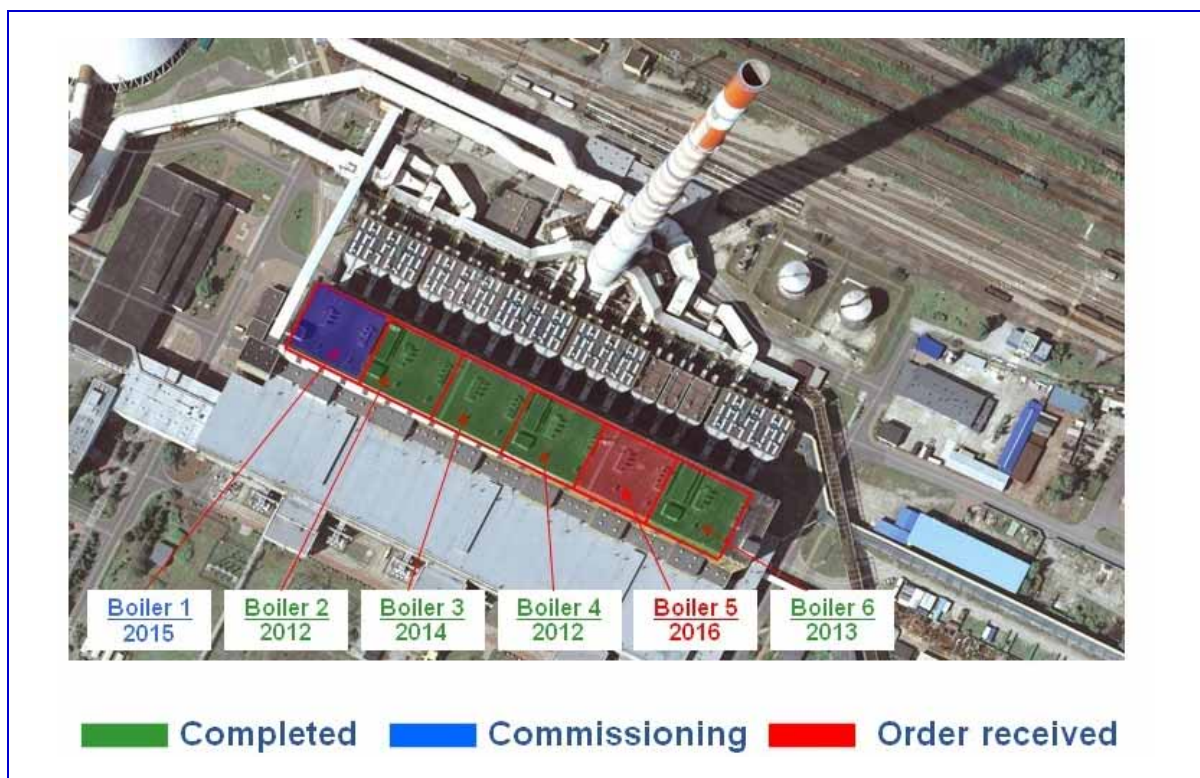 Boiler 1
2015
Boiler 2
2012
Boiler 3
2014
Boiler 4
2012
Boiler 5
2016
Boiler 6
2013
Completed
Commissioning
Order received